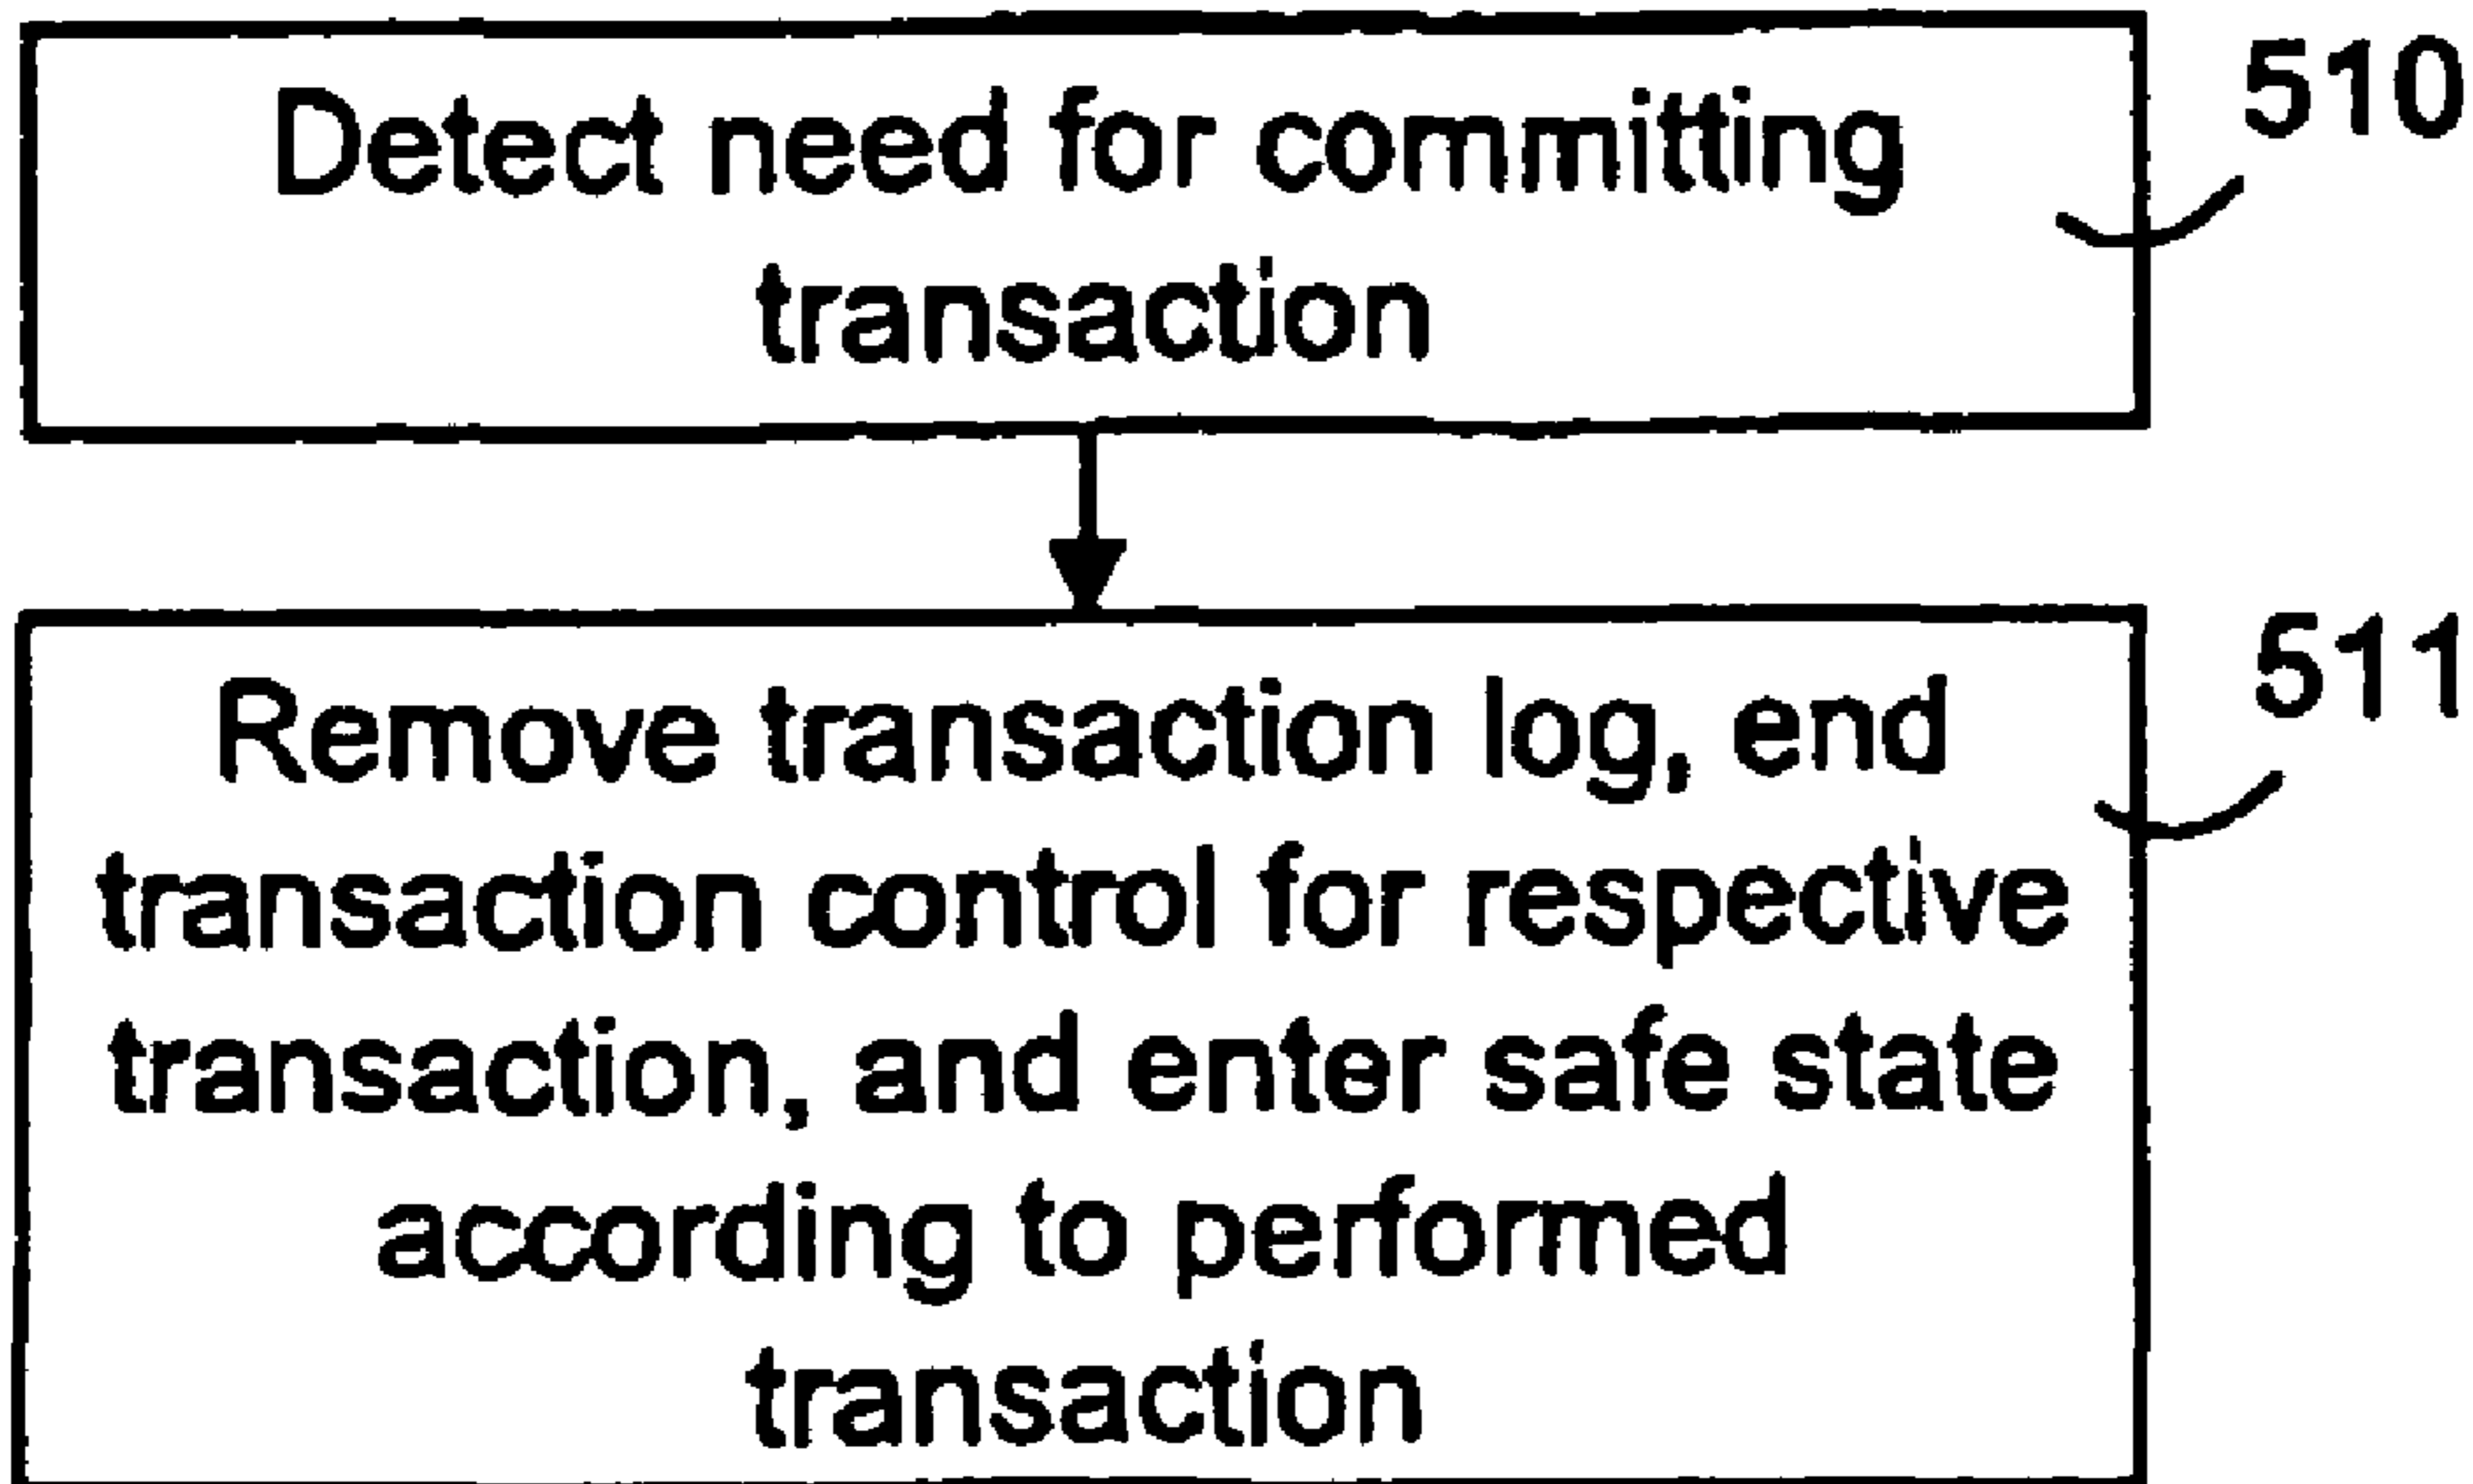 Detect need for committing
510
transaction
Remove transaction log, end
511
transaction control for respective
transaction, and enter safe state
according to performed
transaction